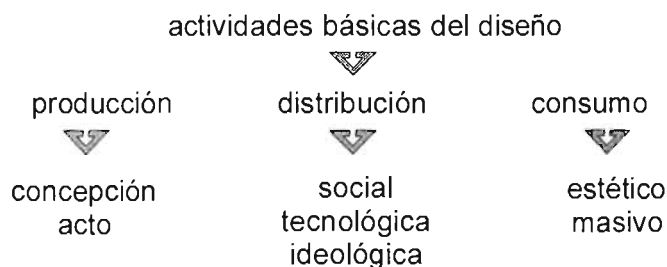 actividades básicas del diseño
producción distribución consumo
concepción social estético
acto tecnológica masivo
ideológica